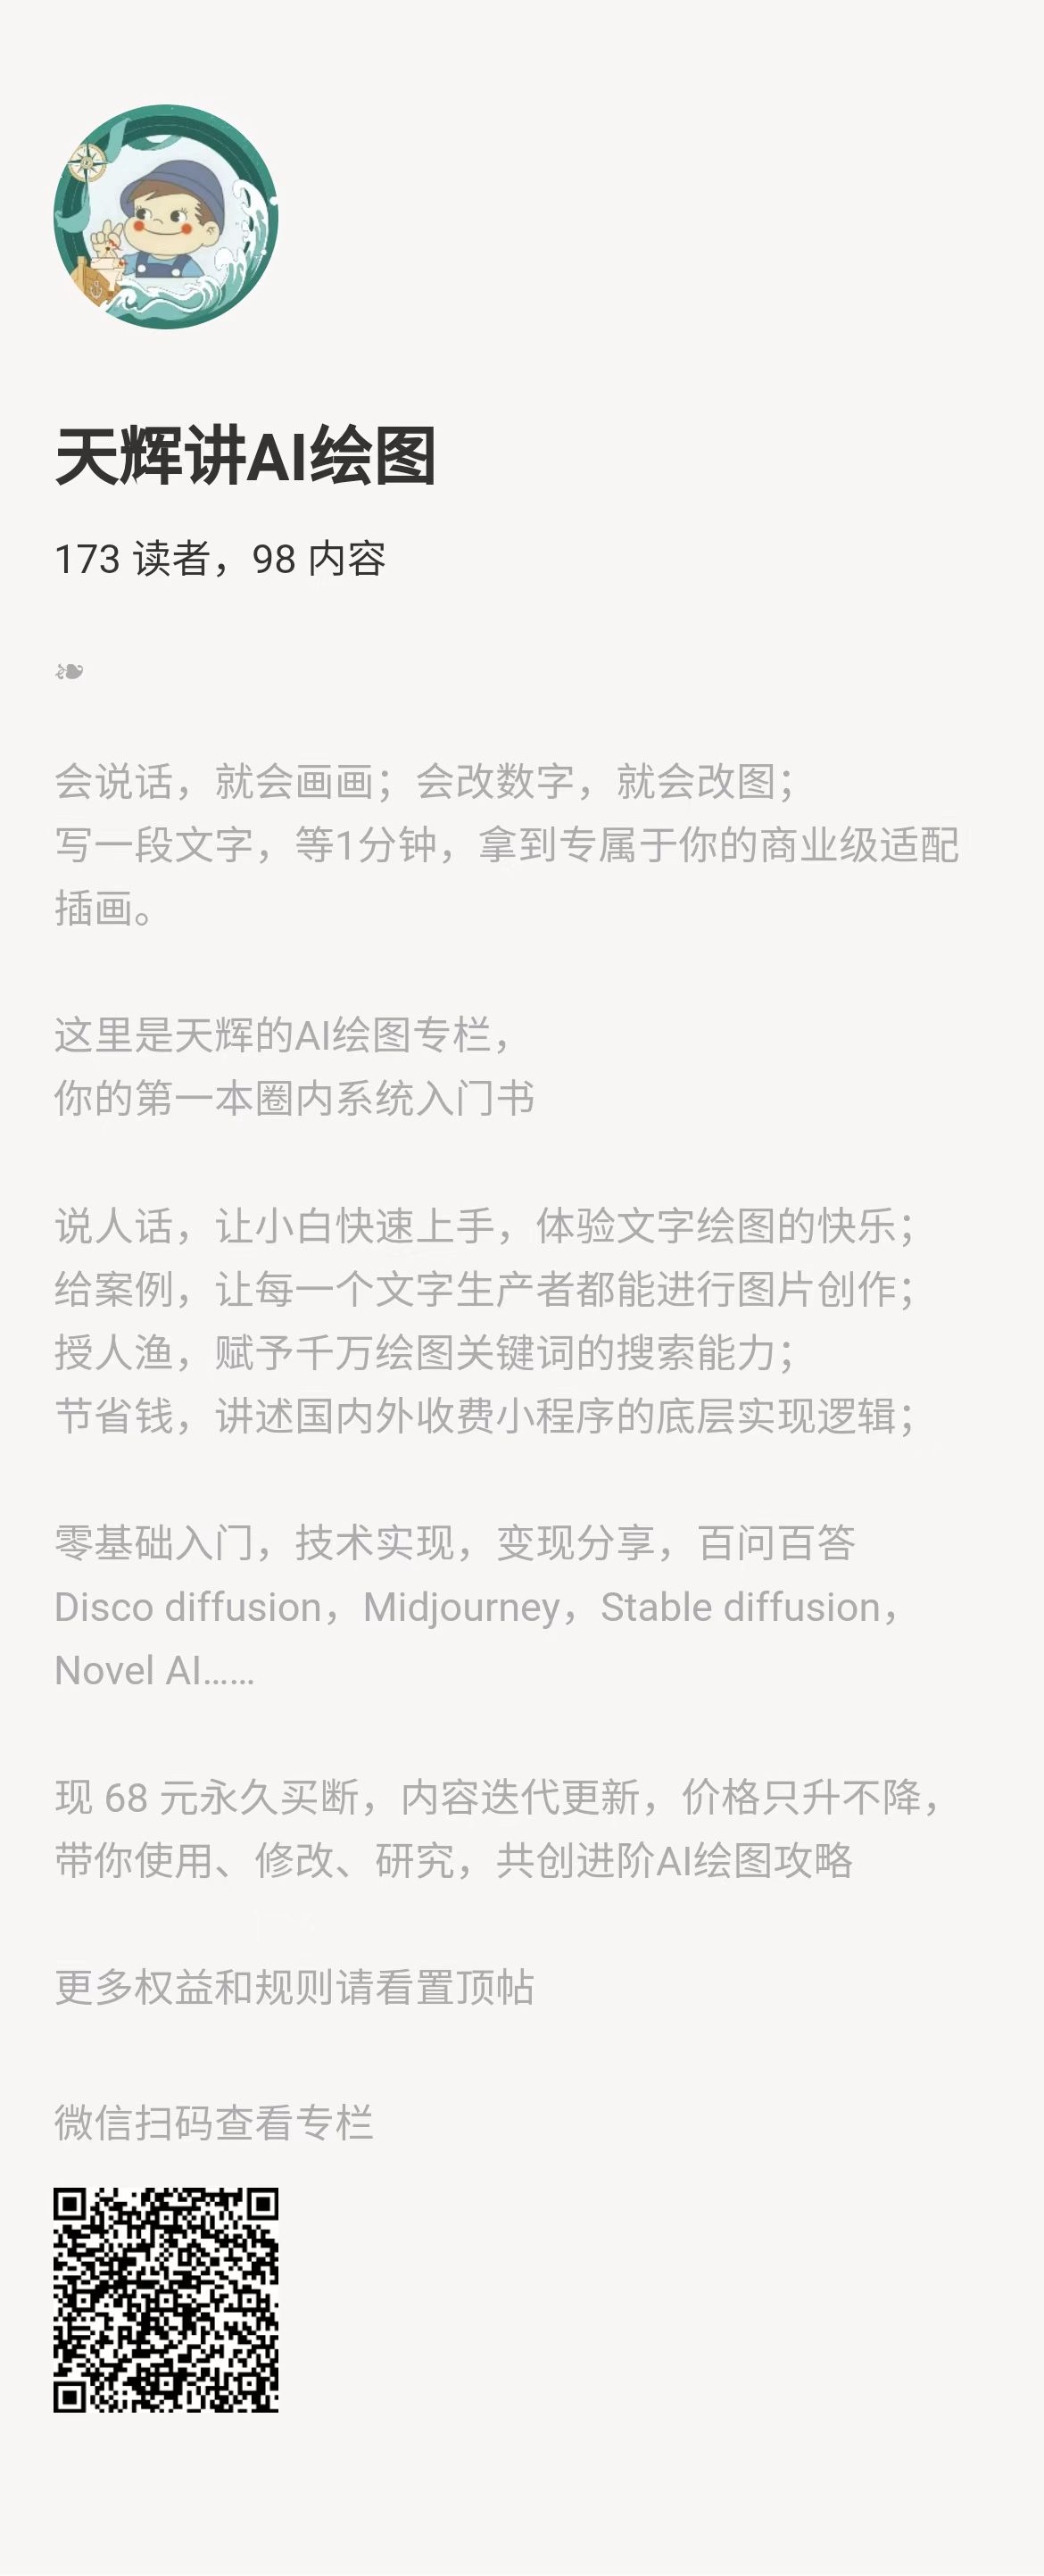 天辉讲AI绘图
173 读者，98 内容
❧
会说话，就会画画；会改数字，就会改图；
写一段文字，等1分钟，拿到专属于你的商业级适配
插画。
这里是天辉的AI绘图专栏，
你的第一本圈内系统入门书
说人话，让小白快速上手，体验文字绘图的快乐；
给案例，让每一个文字生产者都能进行图片创作；
授人渔，赋予千万绘图关键词的搜索能力；
节省钱，讲述国内外收费小程序的底层实现逻辑；
零基础入门，技术实现，变现分享，百问百答
Disco diffusion，Midjourney，Stable diffusion，
Novel AI……
现 68 元永久买断，内容迭代更新，价格只升不降，
带你使用、修改、研究，共创进阶AI绘图攻略
更多权益和规则请看置顶帖
微信扫码查看专栏